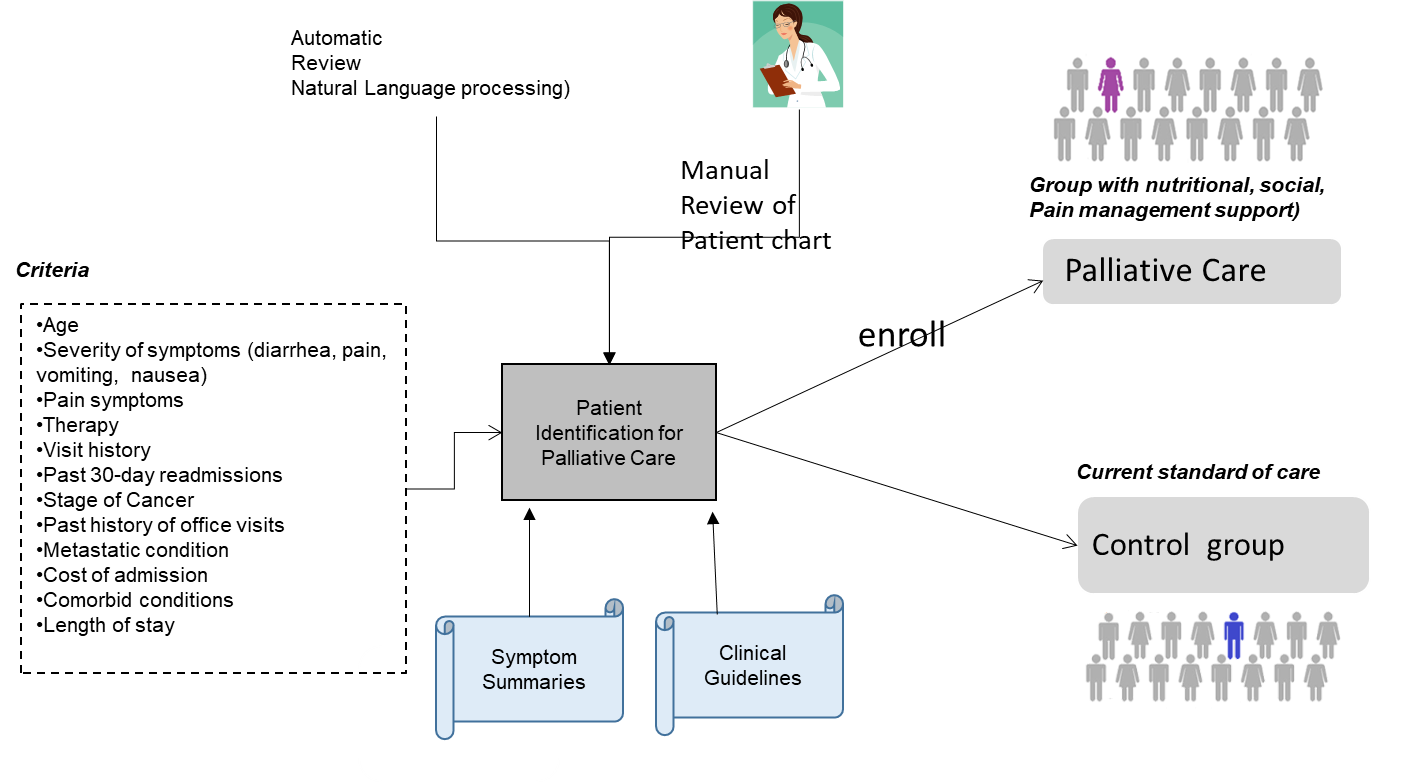 Automatic
Review
Natural Language processing)
Manual
Review of
Patient chart
Group with nutritional, social,
Pain management support)
Palliative Care
Criteria
•Age
•Severity of symptoms (diarrhea, pain,
vomiting, nausea)
•Pain symptoms
•Therapy
•Visit history
•Past 30-day readmissions
•Stage of Cancer
•Past history of office visits
•Metastatic condition
•Cost of admission
•Comorbid conditions
•Length of stay
enroll
Patient
Identification for
Palliative Care
Current standard of care
Control group
Symptom
Summaries
Clinical
Guidelines